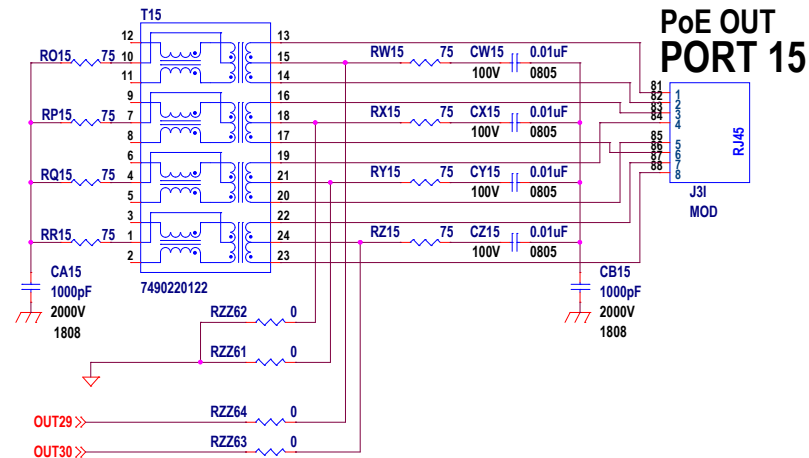 T15
PoE OUT
PORT 15
12
RO15 75 10
11
13
15
14
RW15 75 CW15 0.01uF
100V 0805
9
RP15 75 7
8
16
18
17
RX15 75 CX15 0.01uF
100V 0805
6
RQ15 75 4
5
19
21
20
RY15 75 CY15 0.01uF
100V 0805
3
RR15 75 1
2
22
24
23
RZ15 75 CZ15 0.01uF
100V 0805
81 1
82 2
83 3
84 4
85 5
86 6
87 7
88 8
RJ45
J3I
MOD
CA15
1000pF
2000V
1808
7490220122
CB15
1000pF
2000V
1808
RZZ62 0
RZZ61 0
OUT29 RZZ64 0
OUT30 RZZ63 0